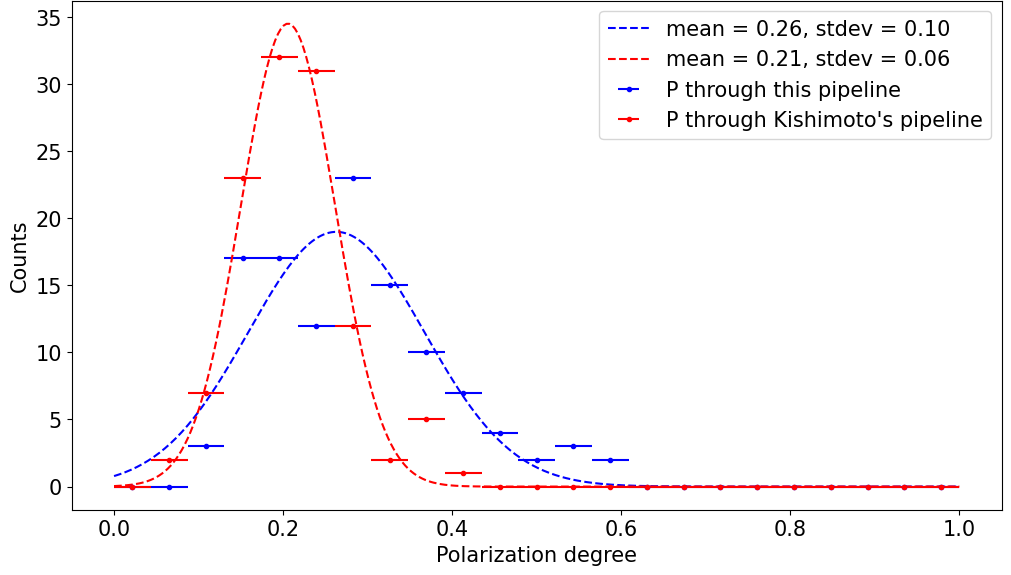 mean = 0.26, stdev = 0.10
mean = 0.21, stdev = 0.06
P through this pipeline
P through Kishimoto's pipeline
Counts
35
30
25
20
15
10
5
0
0.0 0.2 0.4 0.6 0.8 1.0
Polarization degree